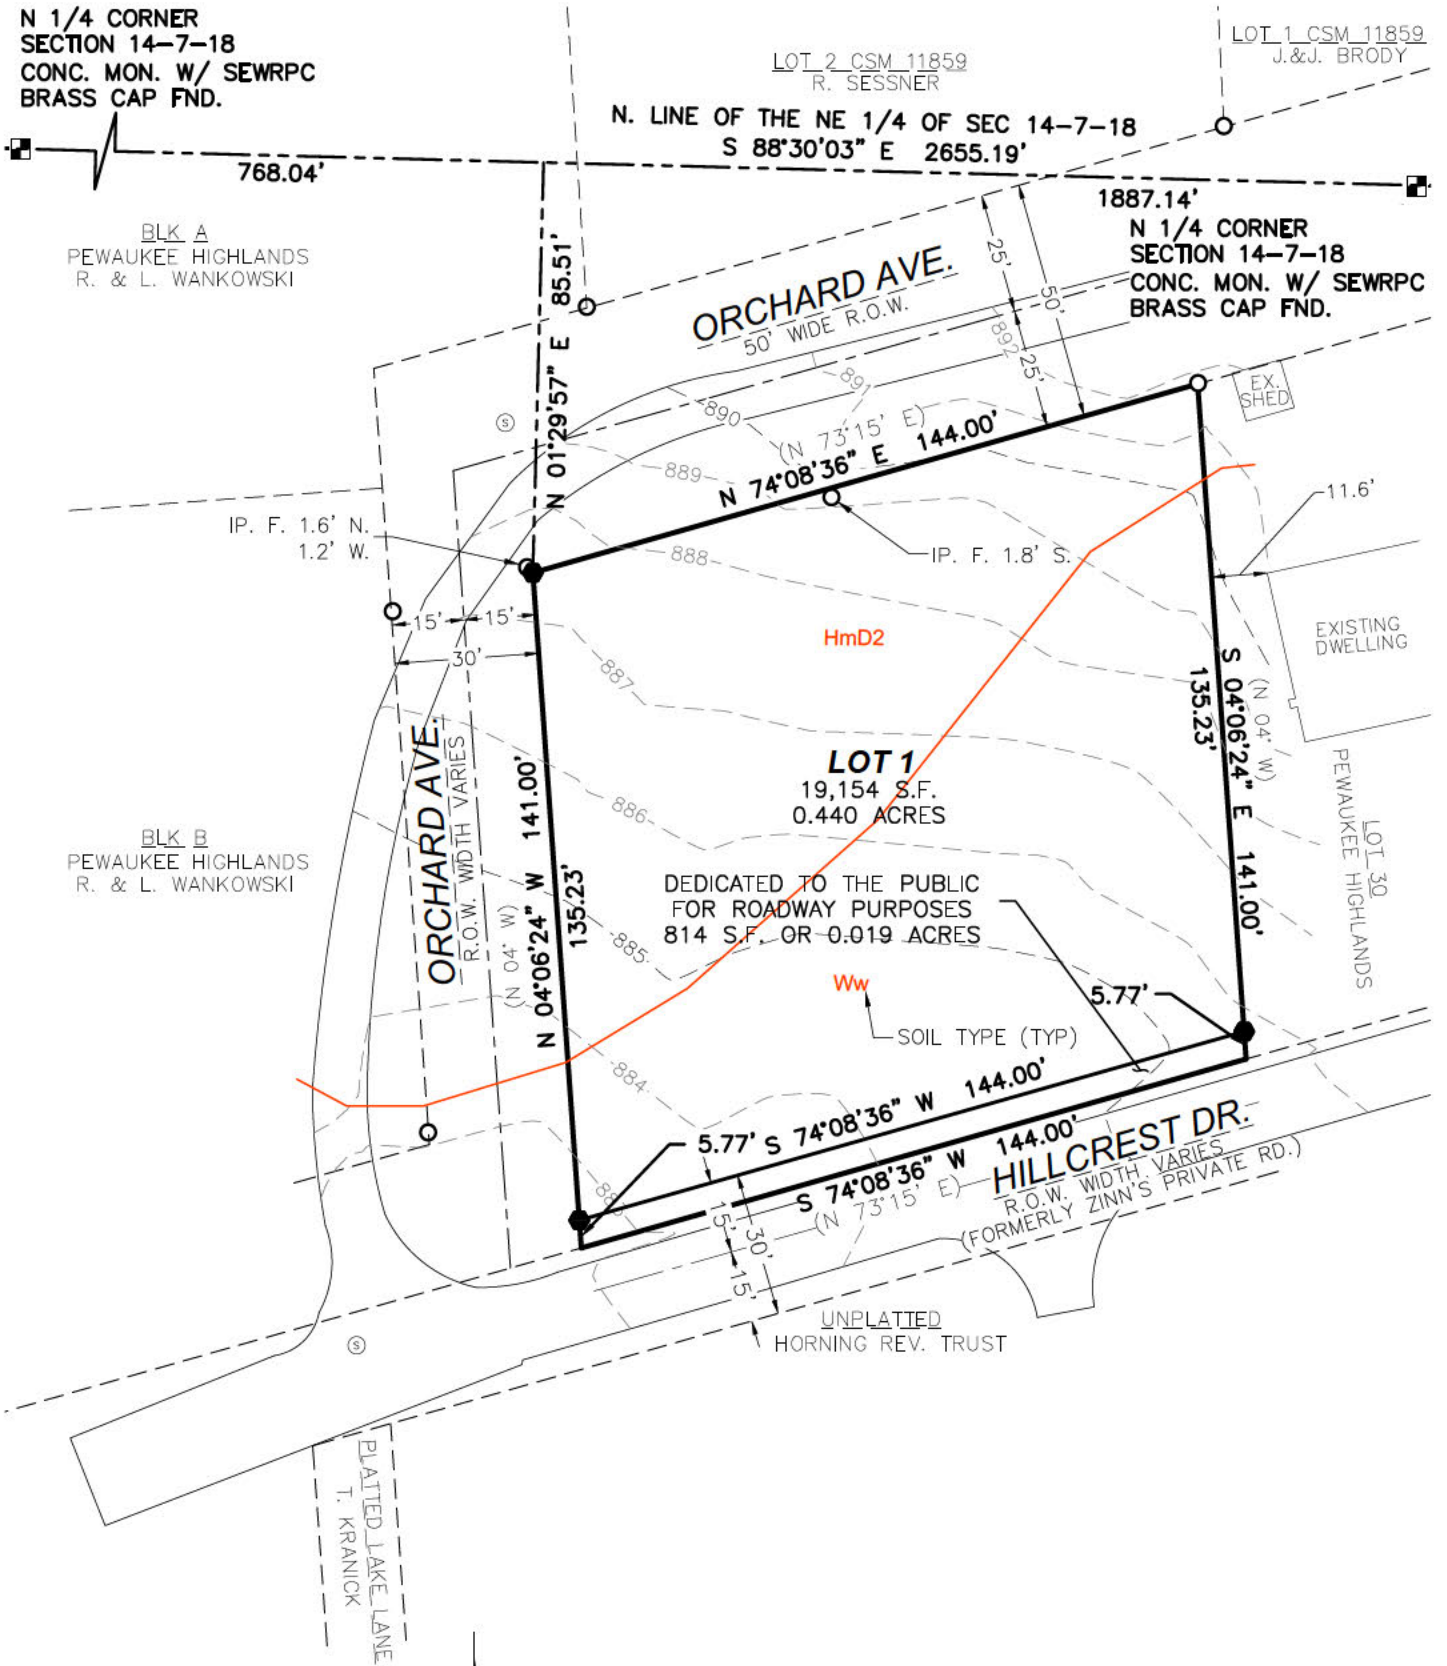 N 1/4 CORNER
SECTION 14-7-18
CONC. MON. W/ SEWRPC
BRASS CAP FND.
LOT 2 CSM 11859
R. SESSNER
LOT 1 CSM 11859
J.&J. BRODY
N. LINE OF THE NE 1/4 OF SEC 14-7-18
S 88°30'03" E 2655.19'
768.04'
1887.14'
N 1/4 CORNER
SECTION 14-7-18
CONC. MON. W/ SEWRPC
BRASS CAP FND.
BLK A
PEWAUKEE HIGHLANDS
R. & L. WANKOWSKI
N 01°29'57" E 85.51'
ORCHARD AVE.
50' WIDE R.O.W.
25'
50'
25'
892
891
890
889
888
887
886
885
884
EX.
SHED
(N 73°15' E)
N 74°08'36" E 144.00'
IP. F. 1.6' N.
1.2' W.
IP. F. 1.8' S.
11.6'
15'
15'
30'
HmD2
EXISTING
DWELLING
S 04°06'24" E 141.00'
135.23'
(N 04° W)
LOT 1
19,154 S.F.
0.440 ACRES
ORCHARD AVE.
R.O.W. WIDTH VARIES
(N 04° W)
N 04°06'24" W 141.00'
135.23'
BLK B
PEWAUKEE HIGHLANDS
R. & L. WANKOWSKI
LOT 30
PEWAUKEE HIGHLANDS
DEDICATED TO THE PUBLIC
FOR ROADWAY PURPOSES
814 S.F. OR 0.019 ACRES
Ww
SOIL TYPE (TYP)
5.77'
5.77'
S 74°08'36" W 144.00'
S 74°08'36" W 144.00'
(N 73°15' E)
HILLCREST DR.
R.O.W. WIDTH VARIES
(FORMERLY ZINN'S PRIVATE RD.)
15'
30'
15'
UNPLATTED
HORNING REV. TRUST
S
S
PLATTED LAKE LANE
T. KRANICK